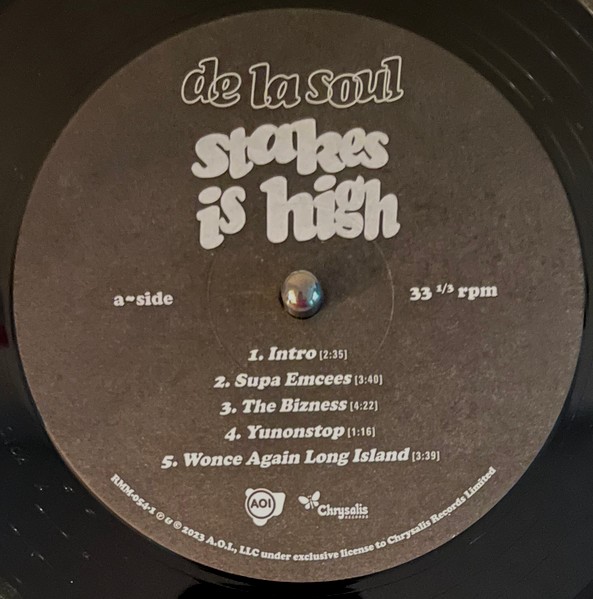 de la soul
stakes
is high
a~side
33 1/3 rpm
1. Intro [2:35]
2. Supa Emcees [3:40]
3. The Bizness [4:22]
4. Yunonstop [1:16]
5. Wonce Again Long Island [3:39]
AOI
Chrysalis
RECORDS
RMM-054-1 ℗ & © 2023 A.O.I., LLC under exclusive license to Chrysalis Records Limited